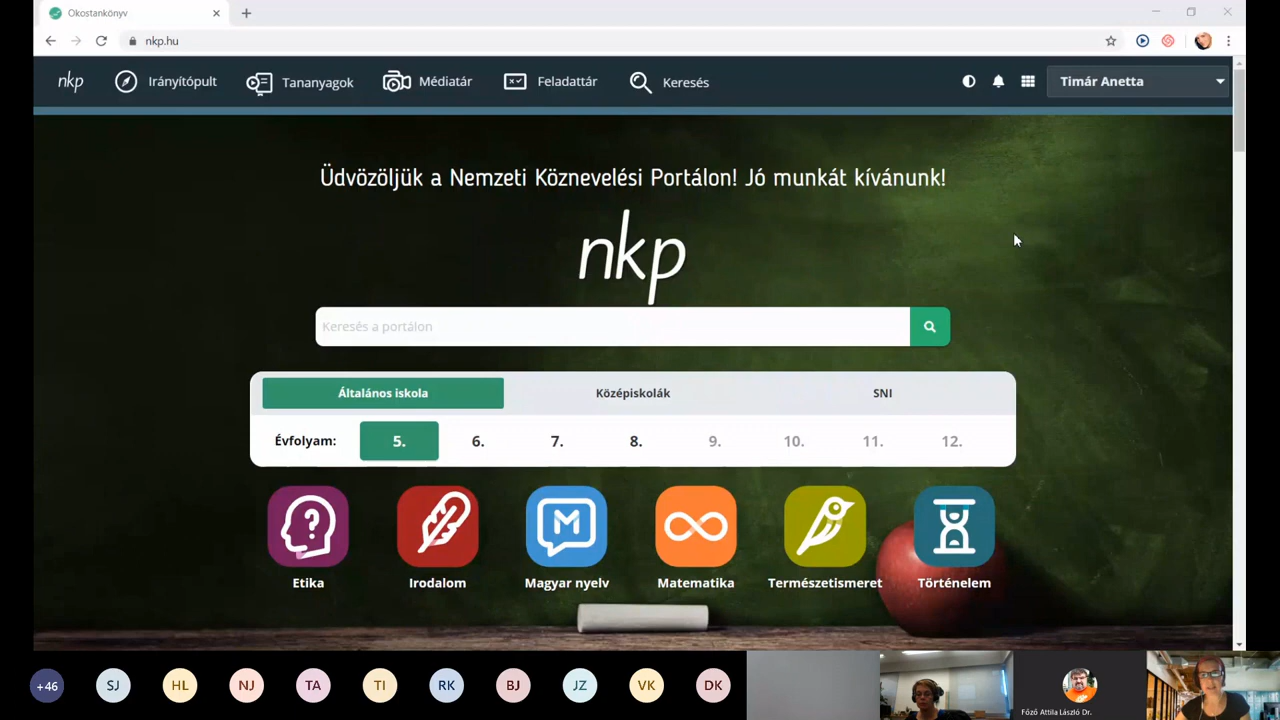 Okostankönyv
nkp.hu
nkp Irányítópult Tananyagok Médiatár Feladattár Keresés Timár Anetta
Üdvözöljük a Nemzeti Köznevelési Portálon! Jó munkát kívánunk!
nkp
Keresés a portálon
Általános iskola Középiskolák SNI
Évfolyam: 5. 6. 7. 8. 9. 10. 11. 12.
Etika Irodalom Magyar nyelv Matematika Természetismeret Történelem
+46 SJ HL NJ TA TI RK BJ JZ VK DK
Főző Attila László Dr.